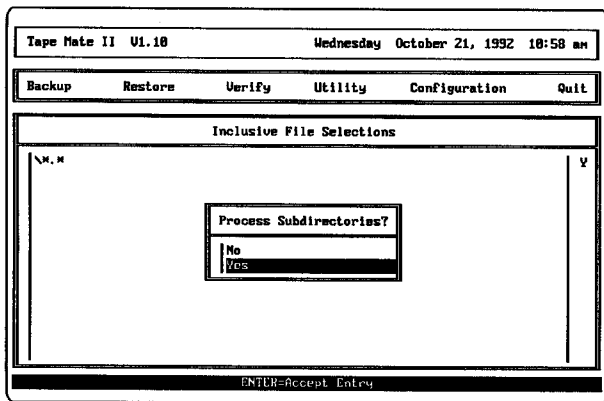 Tape Mate II V1.10 Wednesday October 21, 1992 10:58 am
Backup Restore Verify Utility Configuration Quit
Inclusive File Selections
\*.* Y
Process Subdirectories?
No
Yes
ENTER=Accept Entry